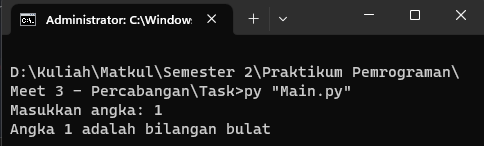 Administrator: C:\Windows
D:\Kuliah\Matkul\Semester 2\Praktikum Pemrograman\
Meet 3 - Percabangan\Task>py "Main.py"
Masukkan angka: 1
Angka 1 adalah bilangan bulat